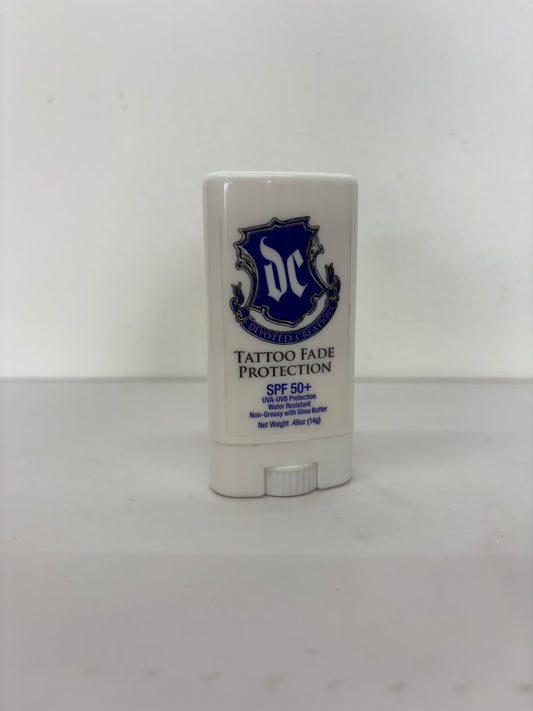 dc
DEVOTED CREATIONS
TATTOO FADE
PROTECTION
SPF 50+
UVA-UVB Protection
Water Resistant
Non-Greasy with Shea Butter
Net Weight .49oz (14g)